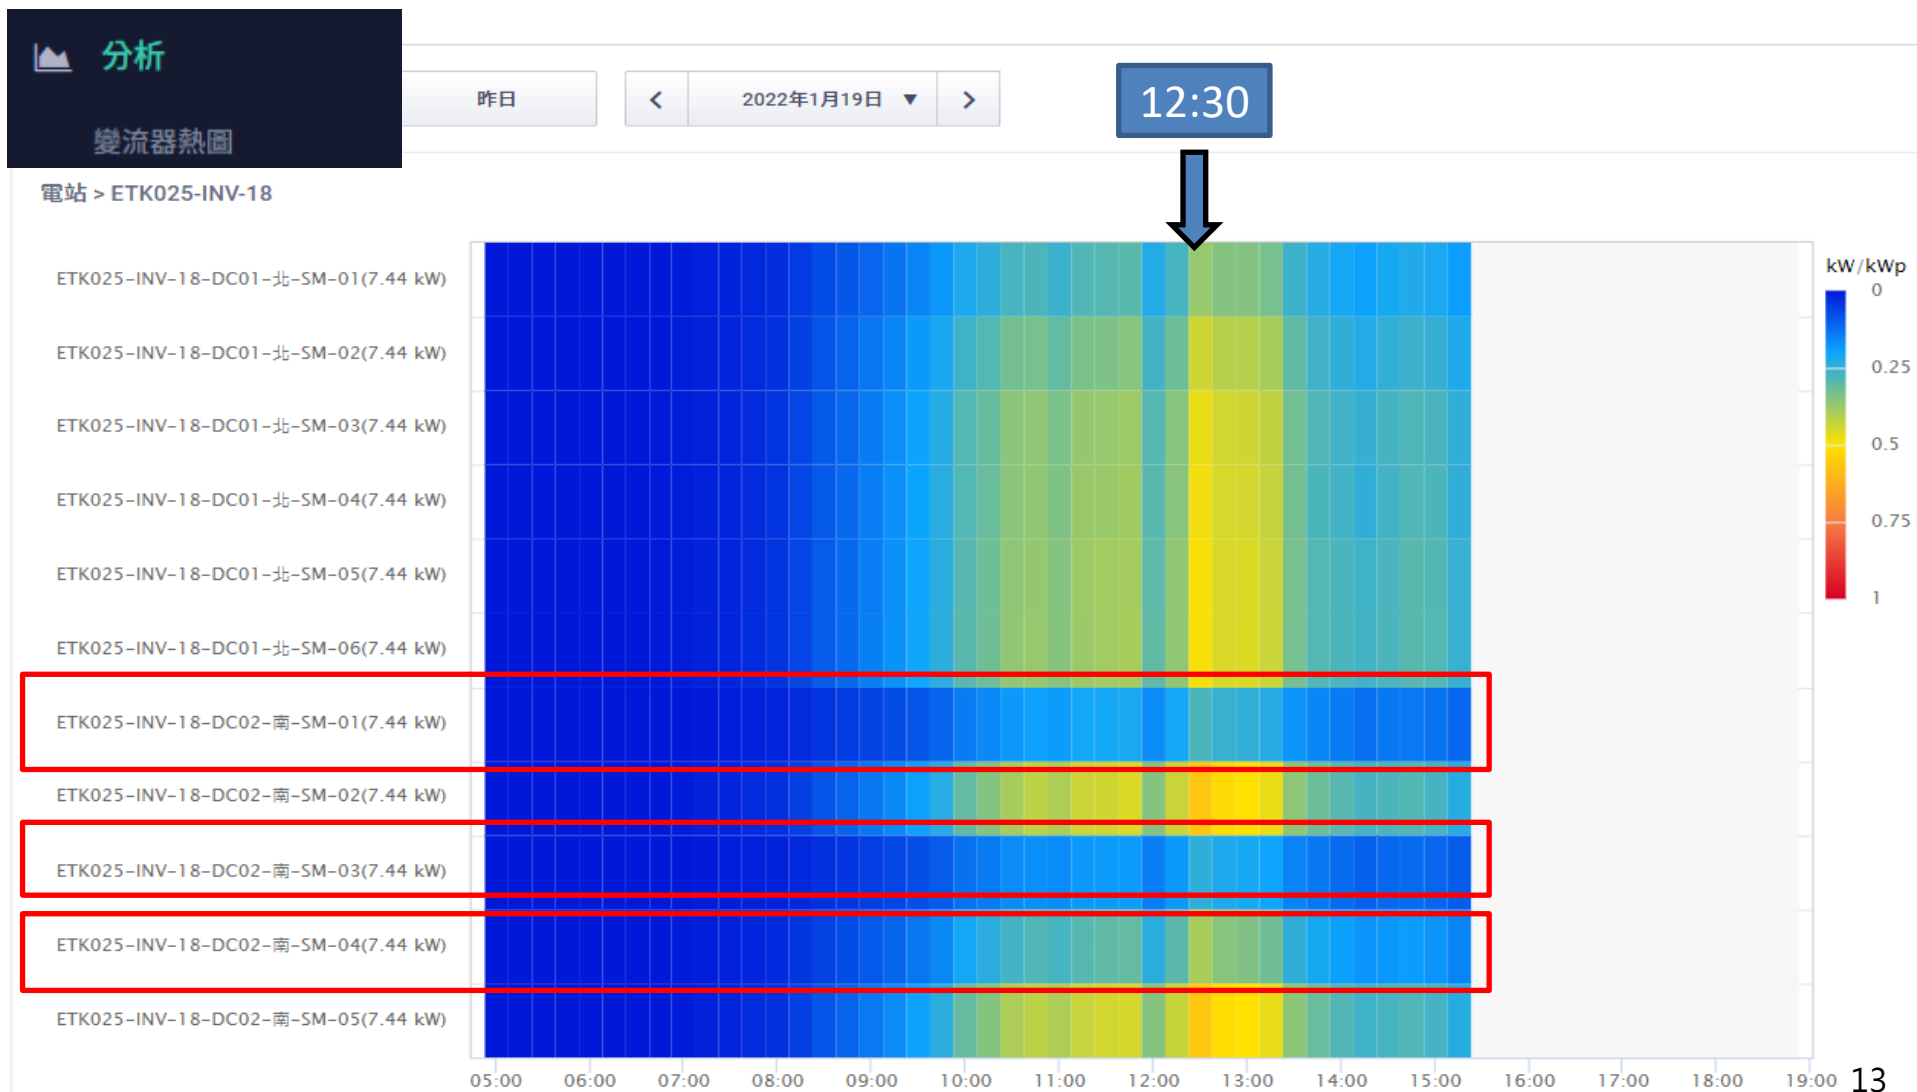 分析
變流器熱圖
昨日
<
2022年1月19日 ▼
>
12:30
電站 > ETK025-INV-18
ETK025-INV-18-DC01-北-SM-01(7.44 kW)
ETK025-INV-18-DC01-北-SM-02(7.44 kW)
ETK025-INV-18-DC01-北-SM-03(7.44 kW)
ETK025-INV-18-DC01-北-SM-04(7.44 kW)
ETK025-INV-18-DC01-北-SM-05(7.44 kW)
ETK025-INV-18-DC01-北-SM-06(7.44 kW)
ETK025-INV-18-DC02-南-SM-01(7.44 kW)
ETK025-INV-18-DC02-南-SM-02(7.44 kW)
ETK025-INV-18-DC02-南-SM-03(7.44 kW)
ETK025-INV-18-DC02-南-SM-04(7.44 kW)
ETK025-INV-18-DC02-南-SM-05(7.44 kW)
kW/kWp
0
0.25
0.5
0.75
1
05:00 06:00 07:00 08:00 09:00 10:00 11:00 12:00 13:00 14:00 15:00 16:00 17:00 18:00 19:00
13